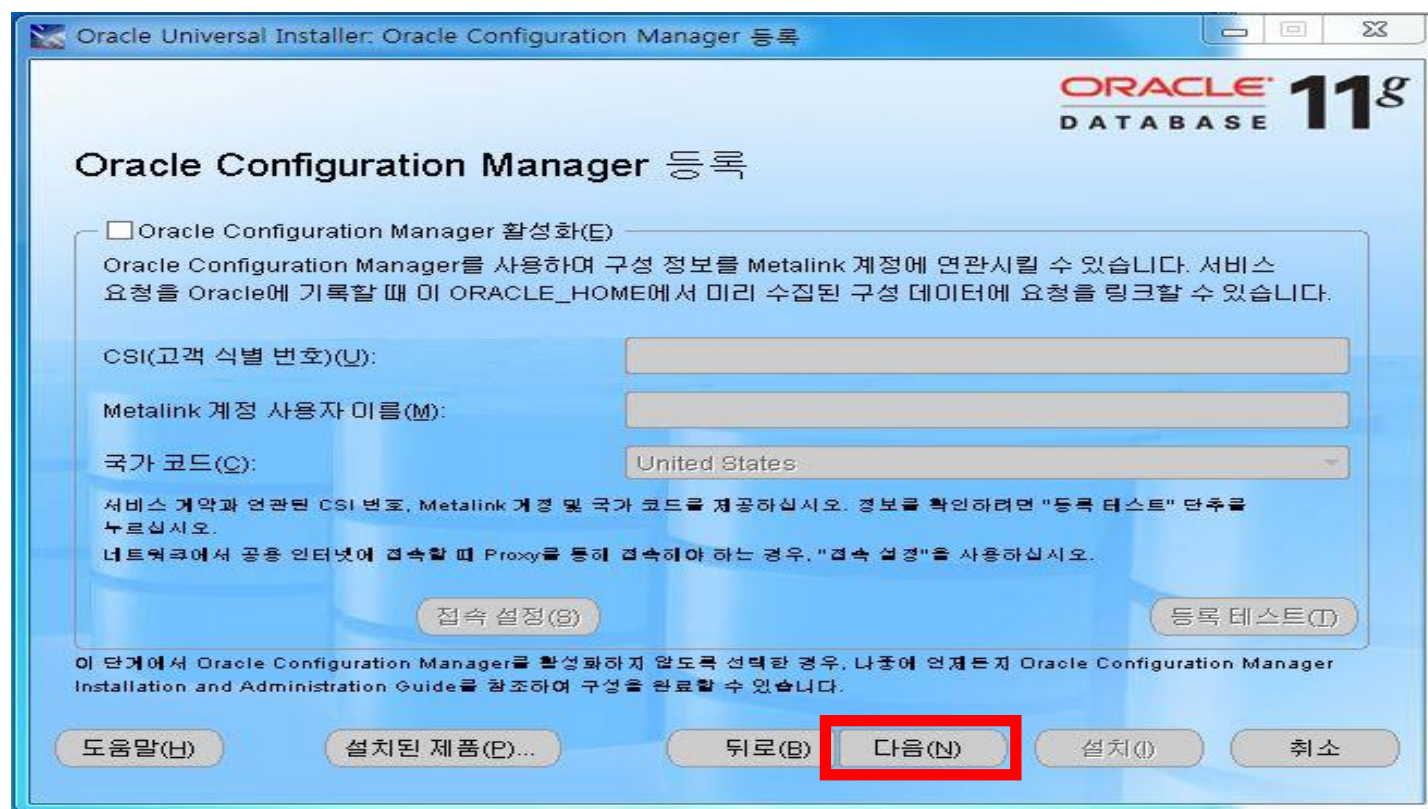 Oracle Universal Installer: Oracle Configuration Manager 등록
ORACLE 11g
DATABASE
Oracle Configuration Manager 등록
Oracle Configuration Manager 활성화(E)
Oracle Configuration Manager를 사용하여 구성 정보를 Metalink 계정에 연관시킬 수 있습니다. 서비스
요청을 Oracle에 기록할 때 이 ORACLE_HOME에서 미리 수집된 구성 데이터에 요청을 링크할 수 있습니다.
CSI(고객 식별 번호)(U):
Metalink 계정 사용자 이름(M):
국가 코드(C):
United States
서비스 계약과 연관된 CSI 번호, Metalink 계정 및 국가 코드를 제공하십시오. 정보를 확인하려면 "등록 테스트" 단추를
누르십시오.
네트워크에서 공용 인터넷에 접속할 때 Proxy를 통해 접속해야 하는 경우, "접속 설정"을 사용하십시오.
접속 설정(S)
등록 테스트(T)
이 단계에서 Oracle Configuration Manager를 활성화하지 않도록 선택한 경우, 나중에 언제든지 Oracle Configuration Manager
Installation and Administration Guide를 참조하여 구성을 완료할 수 있습니다.
도움말(H)
설치된 제품(P)...
뒤로(B)
다음(N)
설치(I)
취소